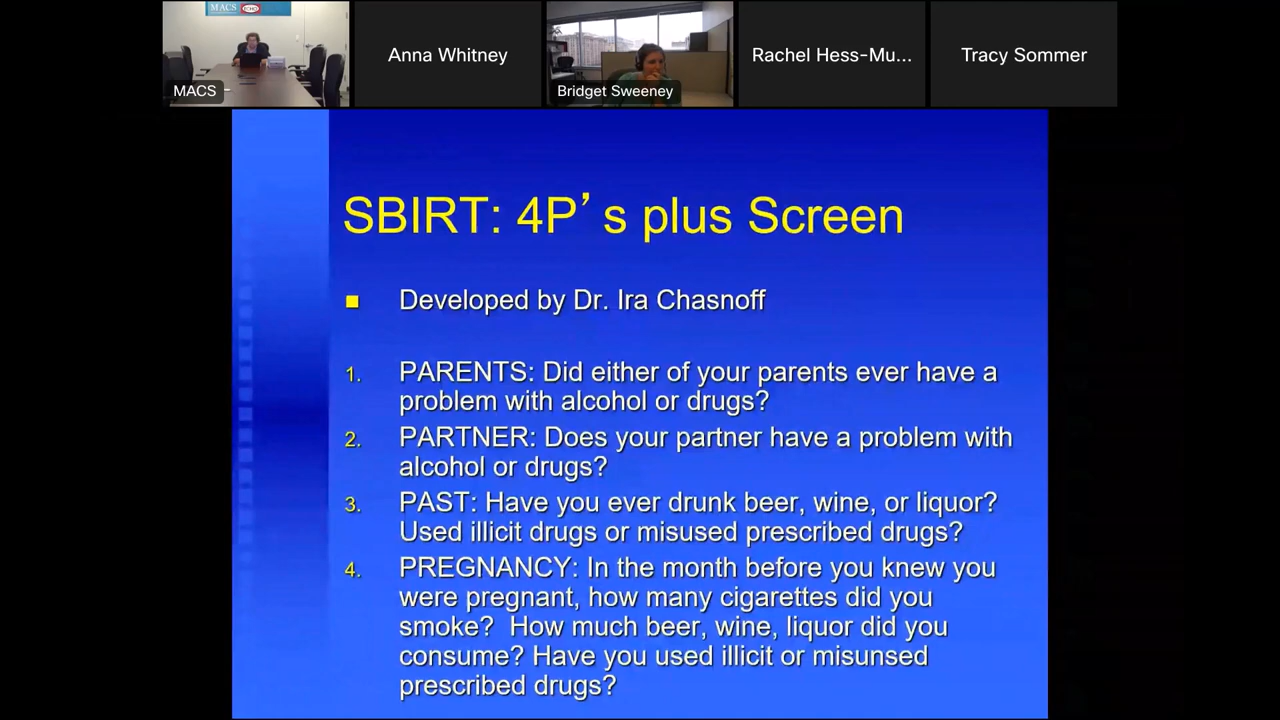 MACS ECHO
MACS
Anna Whitney
Bridget Sweeney
Rachel Hess-Mu...
Tracy Sommer
SBIRT: 4P’s plus Screen
Developed by Dr. Ira Chasnoff
1. PARENTS: Did either of your parents ever have a
problem with alcohol or drugs?
2. PARTNER: Does your partner have a problem with
alcohol or drugs?
3. PAST: Have you ever drunk beer, wine, or liquor?
Used illicit drugs or misused prescribed drugs?
4. PREGNANCY: In the month before you knew you
were pregnant, how many cigarettes did you
smoke? How much beer, wine, liquor did you
consume? Have you used illicit or misunsed
prescribed drugs?